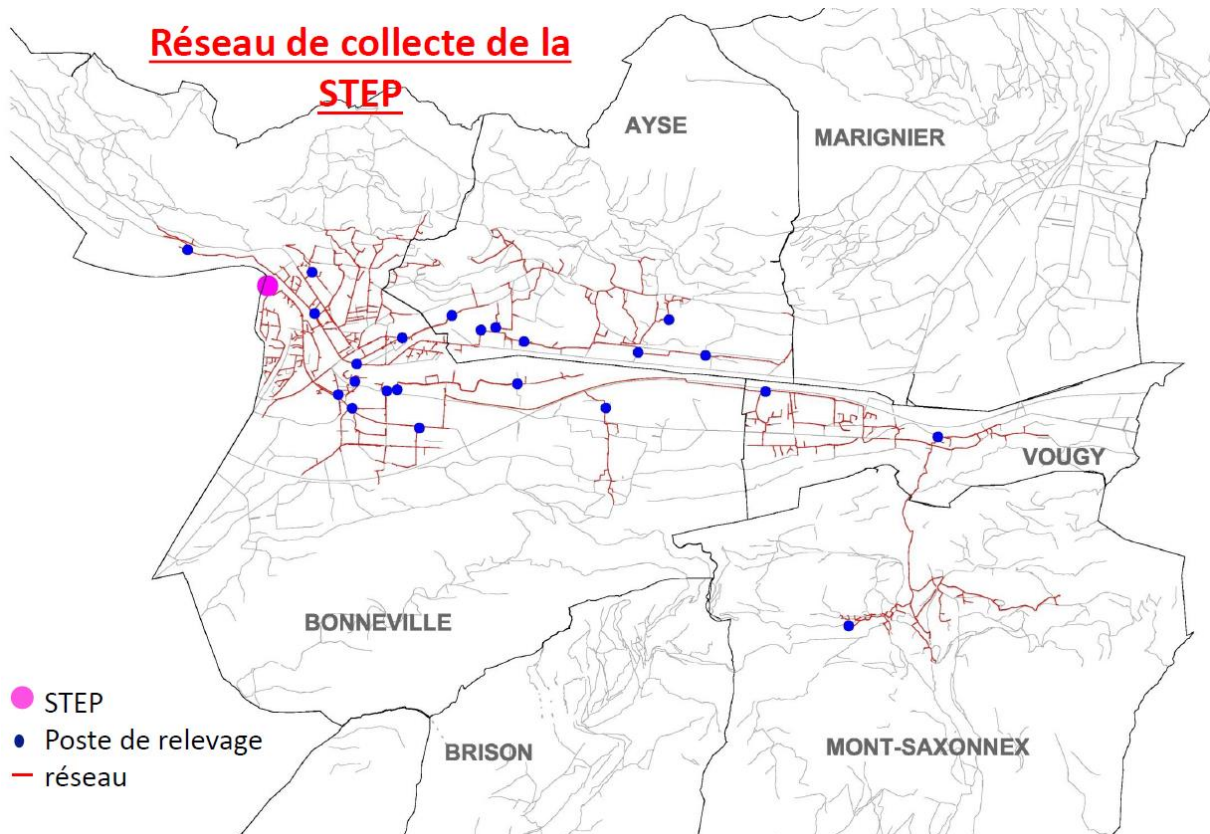 Réseau de collecte de la
STEP
AYSE
MARIGNIER
VOUGY
BONNEVILLE
BRISON
MONT-SAXONNEX
STEP
Poste de relevage
réseau